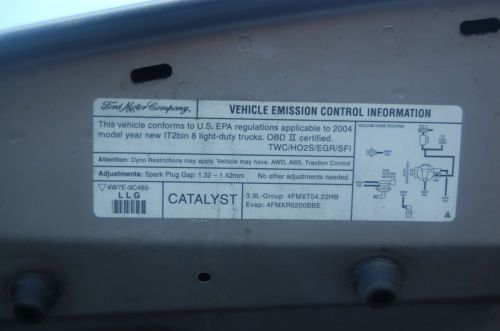 Ford Motor Company,
VEHICLE EMISSION CONTROL INFORMATION
This vehicle conforms to U.S. EPA regulations applicable to 2004
model year new lT2bin 8 light-duty trucks. OBD II certified.
TWC/HO2S/EGR/SFI
Attention: Dyno Restrictions may apply. Vehicle may have: AWD, ABS, Traction Control
Adjustments: Spark Plug Gap: 1.32 - 1.42mm No other adjustments needed.
4W7E-9C485-
LLG
CATALYST
3.9L-Group: 4FMXT04.22HB
Evap: 4FMXR0200BBE
VACUUM HOSE ROUTING